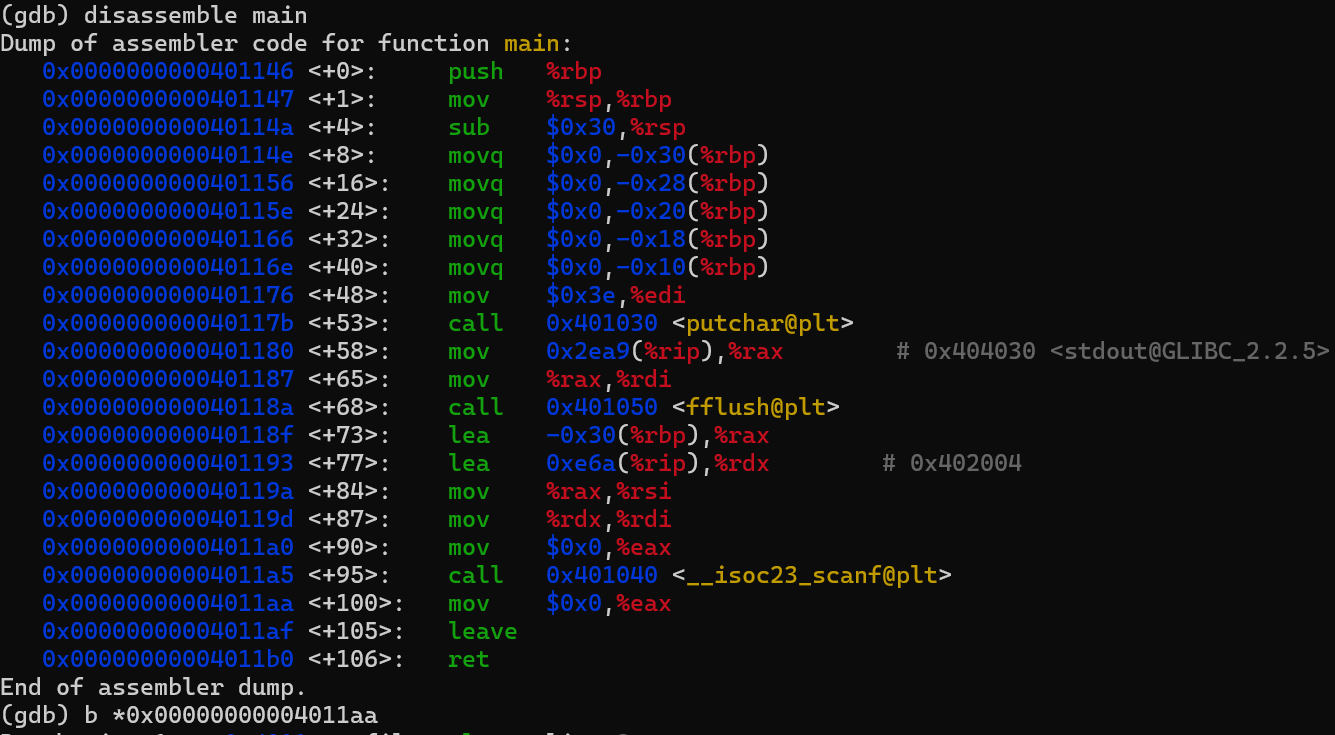 (gdb) disassemble main
Dump of assembler code for function main:
   0x0000000000401146 <+0>:     push   %rbp
   0x0000000000401147 <+1>:     mov    %rsp,%rbp
   0x000000000040114a <+4>:     sub    $0x30,%rsp
   0x000000000040114e <+8>:     movq   $0x0,-0x30(%rbp)
   0x0000000000401156 <+16>:    movq   $0x0,-0x28(%rbp)
   0x000000000040115e <+24>:    movq   $0x0,-0x20(%rbp)
   0x0000000000401166 <+32>:    movq   $0x0,-0x18(%rbp)
   0x000000000040116e <+40>:    movq   $0x0,-0x10(%rbp)
   0x0000000000401176 <+48>:    mov    $0x3e,%edi
   0x000000000040117b <+53>:    call   0x401030 <putchar@plt>
   0x0000000000401180 <+58>:    mov    0x2ea9(%rip),%rax        # 0x404030 <stdout@GLIBC_2.2.5>
   0x0000000000401187 <+65>:    mov    %rax,%rdi
   0x000000000040118a <+68>:    call   0x401050 <fflush@plt>
   0x000000000040118f <+73>:    lea    -0x30(%rbp),%rax
   0x0000000000401193 <+77>:    lea    0xe6a(%rip),%rdx        # 0x402004
   0x000000000040119a <+84>:    mov    %rax,%rsi
   0x000000000040119d <+87>:    mov    %rdx,%rdi
   0x00000000004011a0 <+90>:    mov    $0x0,%eax
   0x00000000004011a5 <+95>:    call   0x401040 <__isoc23_scanf@plt>
   0x00000000004011aa <+100>:   mov    $0x0,%eax
   0x00000000004011af <+105>:   leave
   0x00000000004011b0 <+106>:   ret
End of assembler dump.
(gdb) b *0x00000000004011aa